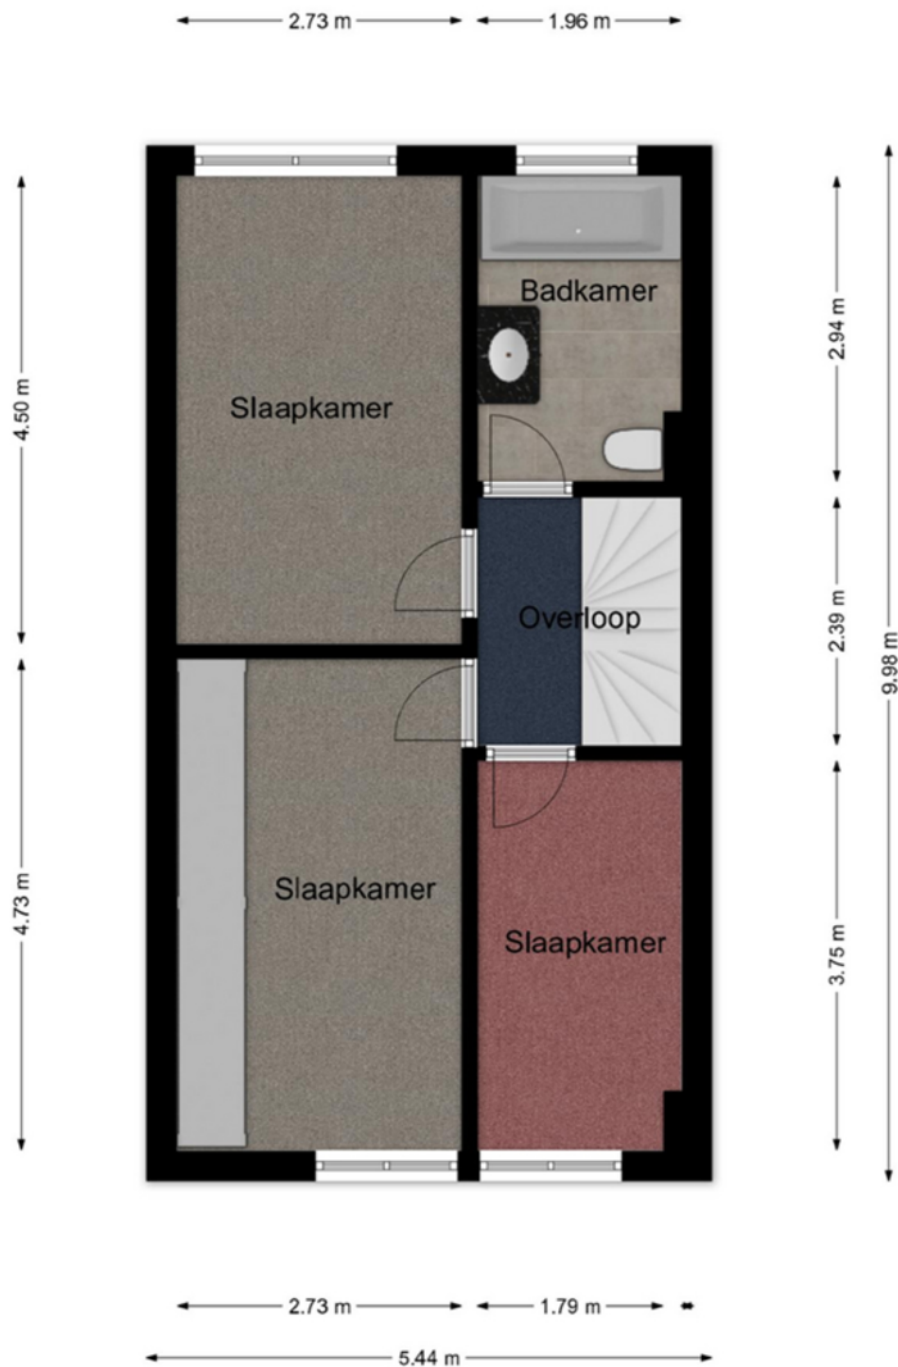 2.73 m
1.96 m
Badkamer
2.94 m
4.50 m
Slaapkamer
Overloop
2.39 m
9.98 m
4.73 m
Slaapkamer
Slaapkamer
3.75 m
2.73 m
1.79 m
5.44 m